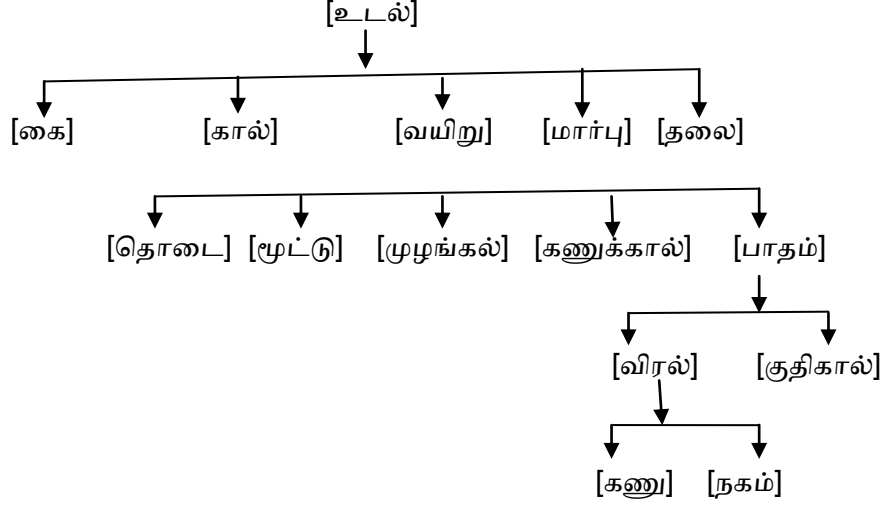 [உடல்]
[கை] [கால்] [வயிறு] [மார்பு] [தலை]
[தொடை] [மூட்டு] [முழங்கல்] [கணுக்கால்] [பாதம்]
[விரல்] [குதிகால்]
[கணு] [நகம்]